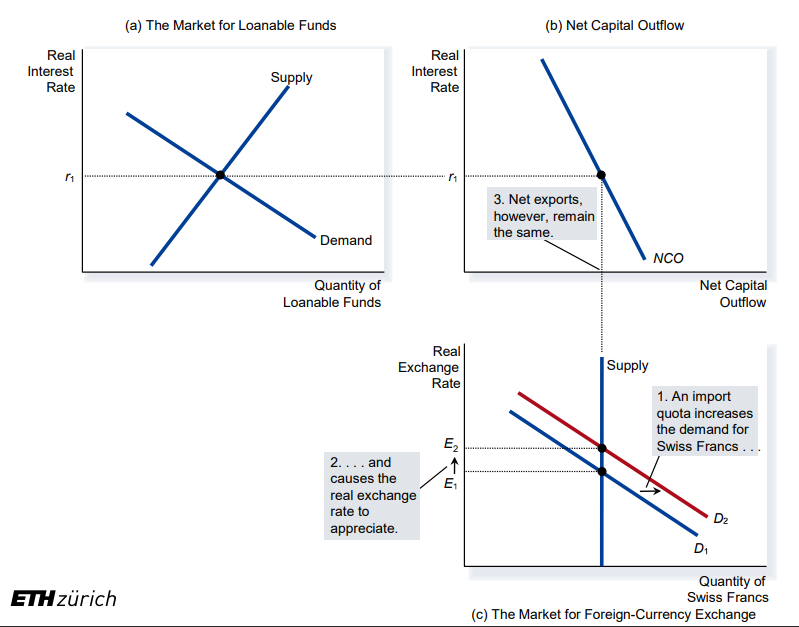 (a) The Market for Loanable Funds
Real
Interest
Rate
Supply
r1
Demand
Quantity of
Loanable Funds
(b) Net Capital Outflow
Real
Interest
Rate
r1
3. Net exports,
however, remain
the same.
NCO
Net Capital
Outflow
Real
Exchange
Rate
Supply
1. An import
quota increases
the demand for
Swiss Francs . . .
E2
E1
2. . . . and
causes the
real exchange
rate to
appreciate.
D2
D1
Quantity of
Swiss Francs
(c) The Market for Foreign-Currency Exchange
ETH zürich